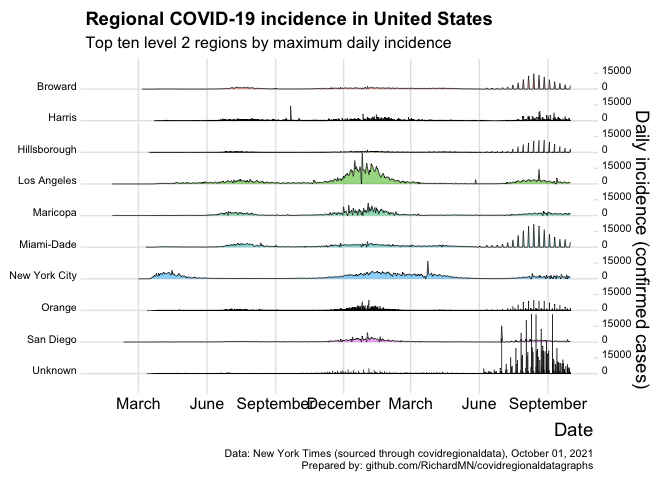 Regional COVID-19 incidence in United States
Top ten level 2 regions by maximum daily incidence
Broward
15000
0
Harris
15000
0
Hillsborough
15000
0
Los Angeles
15000
0
Maricopa
15000
0
Miami-Dade
15000
0
New York City
15000
0
Orange
15000
0
San Diego
15000
0
Unknown
15000
0
Daily incidence (confirmed cases)
March June September December March June September
Date
Data: New York Times (sourced through covidregionaldata), October 01, 2021
Prepared by: github.com/RichardMN/covidregionaldatagraphs